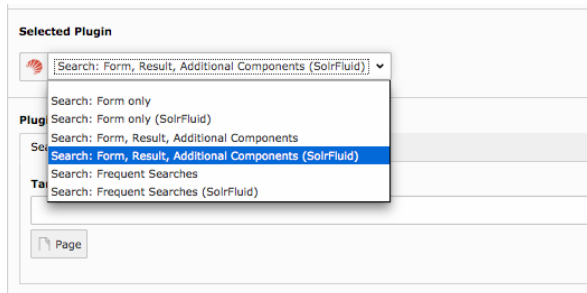 Selected Plugin
Search: Form, Result, Additional Components (SolrFluid)
Search: Form only
Search: Form only (SolrFluid)
Search: Form, Result, Additional Components
Search: Form, Result, Additional Components (SolrFluid)
Search: Frequent Searches
Search: Frequent Searches (SolrFluid)
Page